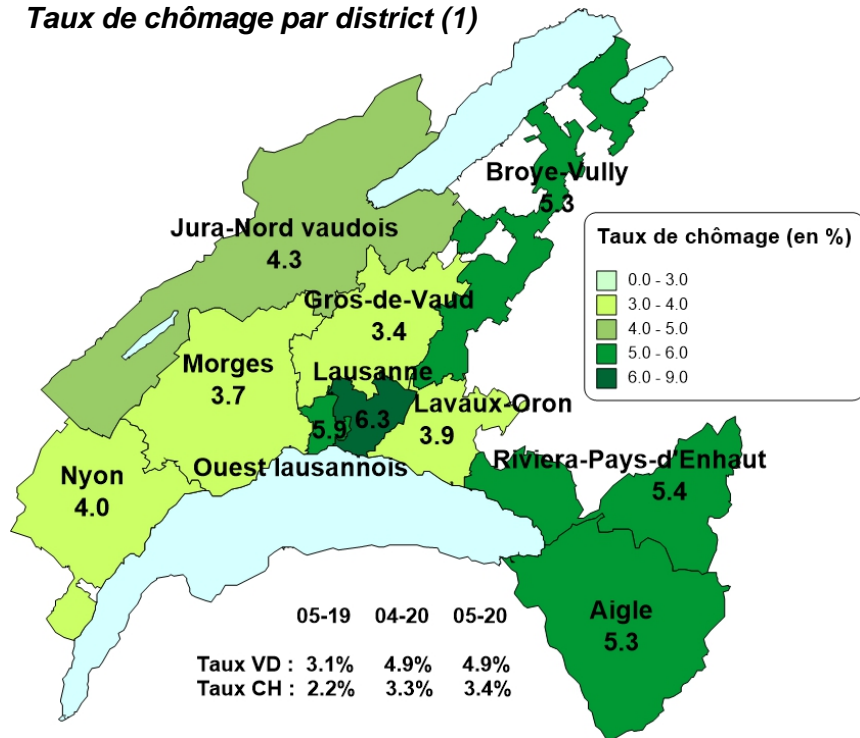 Taux de chômage par district (1)
Broye-Vully
5.3
Jura-Nord vaudois
4.3
Taux de chômage (en %)
0.0 - 3.0
3.0 - 4.0
4.0 - 5.0
5.0 - 6.0
6.0 - 9.0
Gros-de-Vaud
3.4
Morges
3.7
Lausanne
6.3
5.9
Ouest lausannois
Lavaux-Oron
3.9
Riviera-Pays-d'Enhaut
5.4
Nyon
4.0
Aigle
5.3
05-19 04-20 05-20
Taux VD : 3.1% 4.9% 4.9%
Taux CH : 2.2% 3.3% 3.4%